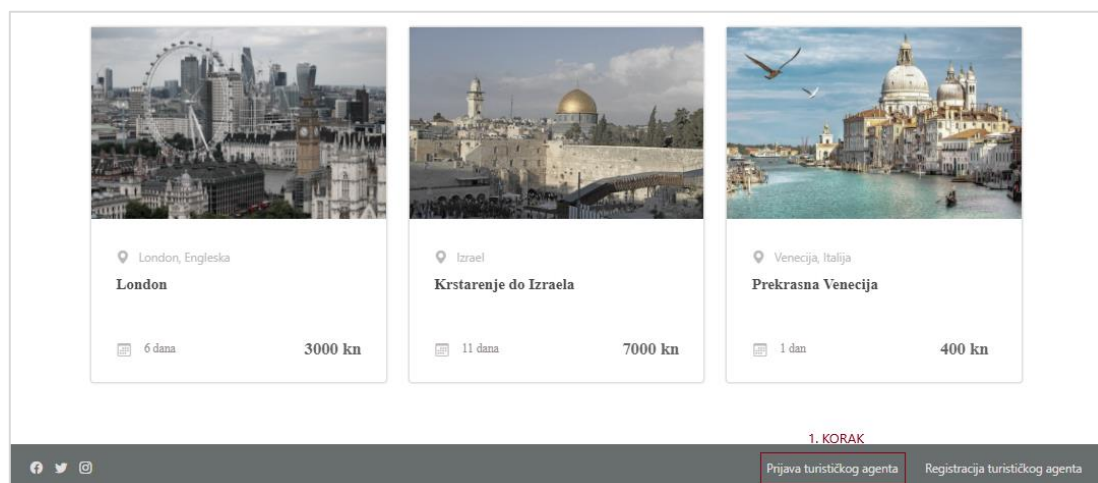 London, Engleska
London
6 dana
3000 kn
Izrael
Krstarenje do Izraela
11 dana
7000 kn
Venecija, Italija
Prekrasna Venecija
1 dan
400 kn
1. KORAK
Prijava turističkog agenta
Registracija turističkog agenta